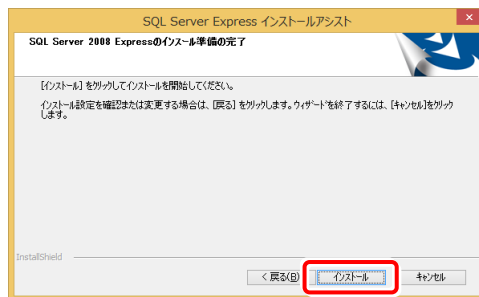 SQL Server Express インストールアシスト
SQL Server 2008 Expressのインストール準備の完了
[インストール] をクリックしてインストールを開始してください。
インストール設定を確認または変更する場合は、[戻る] をクリックします。ウィザードを終了するには、[キャンセル]をクリック
します。
InstallShield
< 戻る(B)
インストール
キャンセル